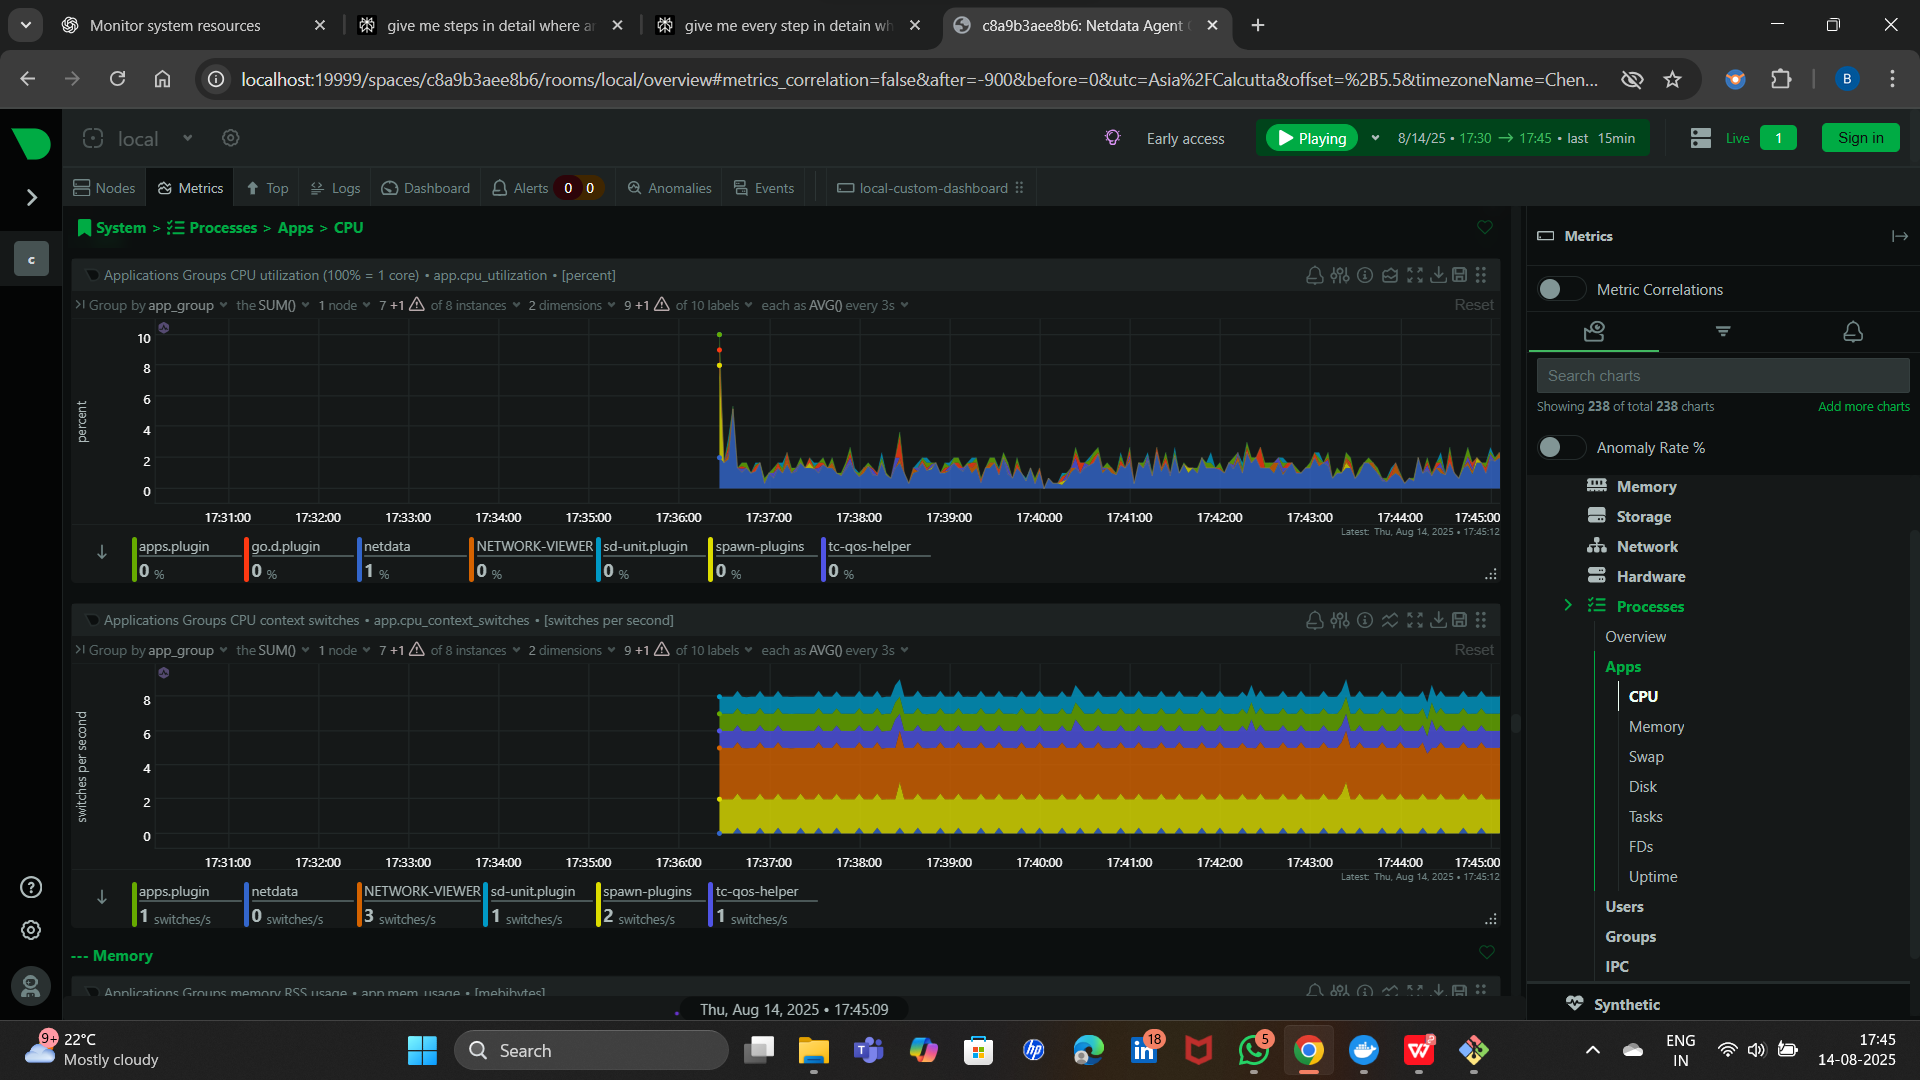 Monitor system resources
give me steps in detail where ar
give me every step in detain wh
c8a9b3aee8b6: Netdata Agent
localhost:19999/spaces/c8a9b3aee8b6/rooms/local/overview#metrics_correlation=false&after=-900&before=0&utc=Asia%2FCalcutta&offset=%2B5.5&timezoneName=Chen...
B
local
Early access
Playing
8/14/25 • 17:30 → 17:45 • last 15min
Live
1
Sign in
Nodes
Metrics
Top
Logs
Dashboard
Alerts 0 0
Anomalies
Events
local-custom-dashboard
c
System > Processes > Apps > CPU
Applications Groups CPU utilization (100% = 1 core) • app.cpu_utilization • [percent]
Group by app_group the SUM() 1 node 7 +1 of 8 instances 2 dimensions 9 +1 of 10 labels each as AVG() every 3s
Reset
percent
10
8
6
4
2
0
17:31:00 17:32:00 17:33:00 17:34:00 17:35:00 17:36:00 17:37:00 17:38:00 17:39:00 17:40:00 17:41:00 17:42:00 17:43:00 17:44:00 17:45:00
Latest: Thu, Aug 14, 2025 • 17:45:12
apps.plugin go.d.plugin netdata NETWORK-VIEWER sd-unit.plugin spawn-plugins tc-qos-helper
0 % 0 % 1 % 0 % 0 % 0 % 0 %
Applications Groups CPU context switches • app.cpu_context_switches • [switches per second]
Group by app_group the SUM() 1 node 7 +1 of 8 instances 2 dimensions 9 +1 of 10 labels each as AVG() every 3s
Reset
switches per second
8
6
4
2
0
17:31:00 17:32:00 17:33:00 17:34:00 17:35:00 17:36:00 17:37:00 17:38:00 17:39:00 17:40:00 17:41:00 17:42:00 17:43:00 17:44:00 17:45:00
Latest: Thu, Aug 14, 2025 • 17:45:12
apps.plugin netdata NETWORK-VIEWER sd-unit.plugin spawn-plugins tc-qos-helper
1 switches/s 0 switches/s 3 switches/s 1 switches/s 2 switches/s 1 switches/s
--- Memory
Applications Groups memory RSS usage • app.mem_usage • [mebibytes]
Thu, Aug 14, 2025 • 17:45:09
Metrics
Metric Correlations
Search charts
Showing 238 of total 238 charts
Add more charts
Anomaly Rate %
Memory
Storage
Network
Hardware
Processes
Overview
Apps
CPU
Memory
Swap
Disk
Tasks
FDs
Uptime
Users
Groups
IPC
Synthetic
9+
22°C
Mostly cloudy
Search
18
5
ENG
IN
17:45
14-08-2025